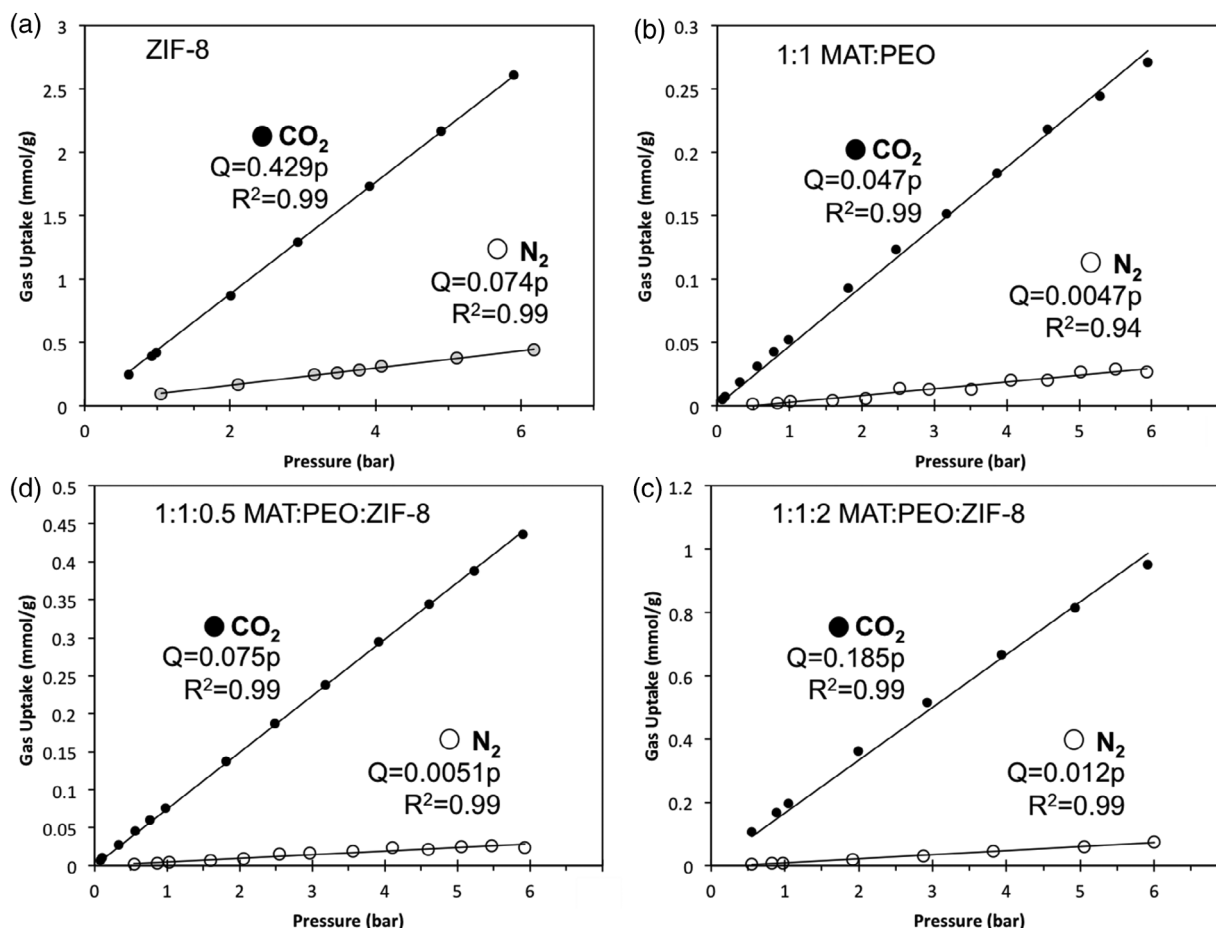 (a)
ZIF-8
Gas Uptake (mmol/g)
3
2.5
2
1.5
1
0.5
0
CO₂
Q=0.429p
R²=0.99
N₂
Q=0.074p
R²=0.99
0 2 4 6
Pressure (bar)
(b)
1:1 MAT:PEO
Gas Uptake (mmol/g)
0.3
0.25
0.2
0.15
0.1
0.05
0
CO₂
Q=0.047p
R²=0.99
N₂
Q=0.0047p
R²=0.94
0 1 2 3 4 5 6
Pressure (bar)
(d)
1:1:0.5 MAT:PEO:ZIF-8
Gas Uptake (mmol/g)
0.5
0.45
0.4
0.35
0.3
0.25
0.2
0.15
0.1
0.05
0
CO₂
Q=0.075p
R²=0.99
N₂
Q=0.0051p
R²=0.99
0 1 2 3 4 5 6
Pressure (bar)
(c)
1:1:2 MAT:PEO:ZIF-8
Gas Uptake (mmol/g)
1.2
1
0.8
0.6
0.4
0.2
0
CO₂
Q=0.185p
R²=0.99
N₂
Q=0.012p
R²=0.99
0 1 2 3 4 5 6
Pressure (bar)